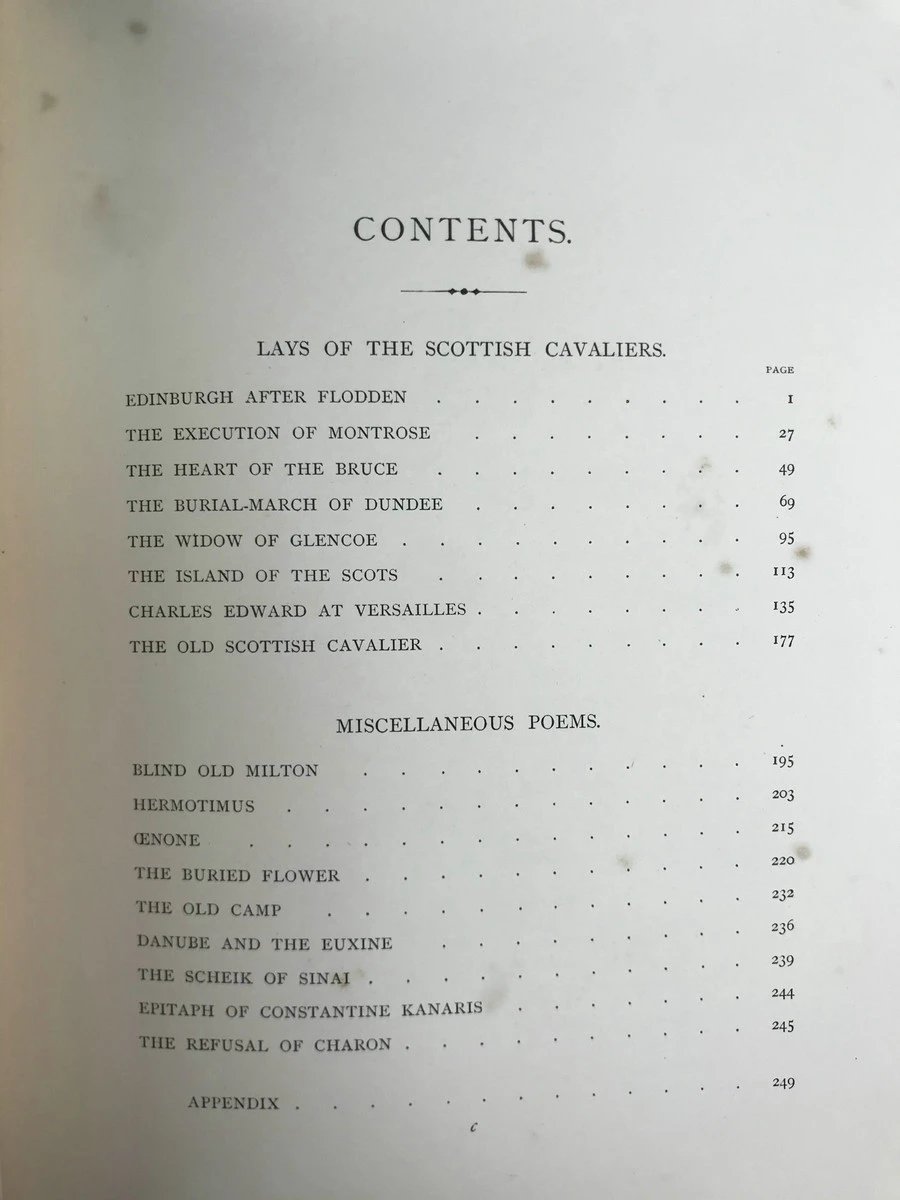 CONTENTS.
LAYS OF THE SCOTTISH CAVALIERS.
PAGE
EDINBURGH AFTER FLODDEN . . . . . . . . . 1
THE EXECUTION OF MONTROSE . . . . . . . . 27
THE HEART OF THE BRUCE . . . . . . . . . 49
THE BURIAL-MARCH OF DUNDEE . . . . . . . . 69
THE WIDOW OF GLENCOE . . . . . . . . . . 95
THE ISLAND OF THE SCOTS . . . . . . . . . 113
CHARLES EDWARD AT VERSAILLES . . . . . . . . 135
THE OLD SCOTTISH CAVALIER . . . . . . . . . 177
MISCELLANEOUS POEMS.
BLIND OLD MILTON . . . . . . . . . . . 195
HERMOTIMUS . . . . . . . . . . . . . 203
ŒNONE . . . . . . . . . . . . . . 215
THE BURIED FLOWER . . . . . . . . . . . 220
THE OLD CAMP . . . . . . . . . . . . 232
DANUBE AND THE EUXINE . . . . . . . . . 236
THE SCHEIK OF SINAI . . . . . . . . . . . 239
EPITAPH OF CONSTANTINE KANARIS . . . . . . . 244
THE REFUSAL OF CHARON . . . . . . . . . . 245
APPENDIX . . . . . . . . . . . . . 249
c